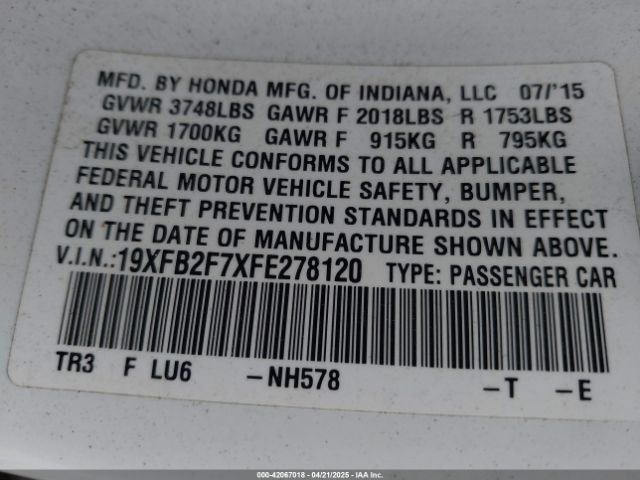 MFD. BY HONDA MFG. OF INDIANA, LLC 07/'15
GVWR 3748LBS GAWR F 2018LBS R 1753LBS
GVWR 1700KG GAWR F 915KG R 795KG
THIS VEHICLE CONFORMS TO ALL APPLICABLE
FEDERAL MOTOR VEHICLE SAFETY, BUMPER,
AND THEFT PREVENTION STANDARDS IN EFFECT
ON THE DATE OF MANUFACTURE SHOWN ABOVE.
V.I.N.:19XFB2F7XFE278120 TYPE: PASSENGER CAR
TR3 F LU6 -NH578 -T -E
000-42067018 - 04/21/2025 - IAAI.COM